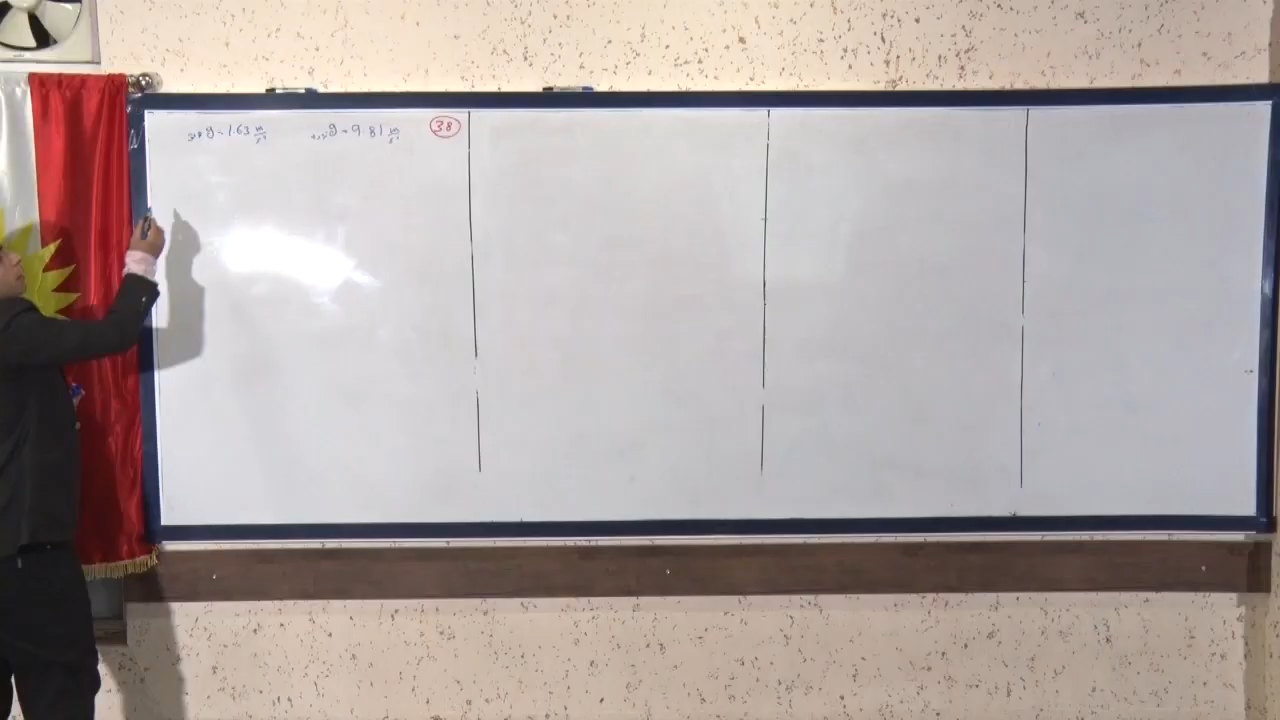 (38) g = 9.81 m/s² g = 1.63 m/s²